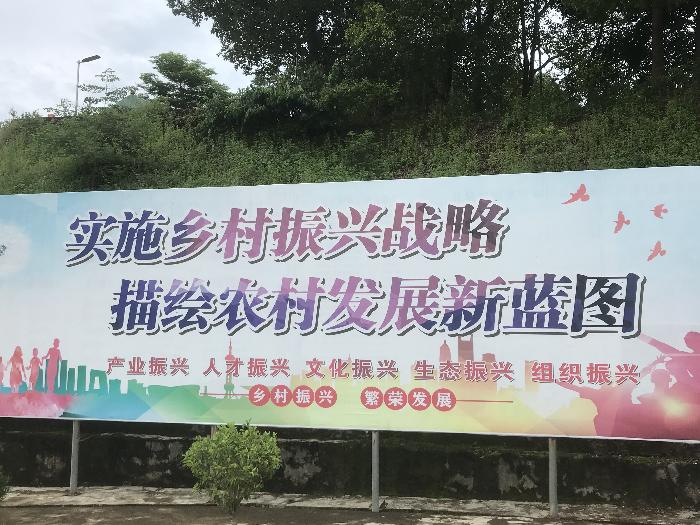 实施乡村振兴战略
描绘农村发展新蓝图
产业振兴 人才振兴 文化振兴 生态振兴 组织振兴
乡村振兴 繁荣发展